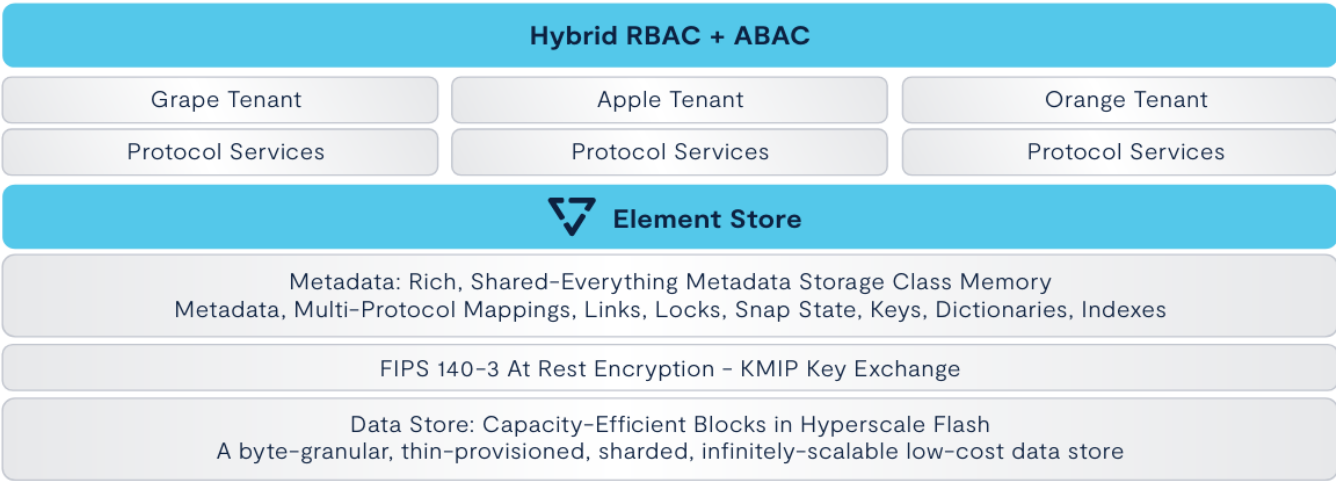 Hybrid RBAC + ABAC
Grape Tenant
Apple Tenant
Orange Tenant
Protocol Services
Protocol Services
Protocol Services
Element Store
Metadata: Rich, Shared-Everything Metadata Storage Class Memory
Metadata, Multi-Protocol Mappings, Links, Locks, Snap State, Keys, Dictionaries, Indexes
FIPS 140-3 At Rest Encryption - KMIP Key Exchange
Data Store: Capacity-Efficient Blocks in Hyperscale Flash
A byte-granular, thin-provisioned, sharded, infinitely-scalable low-cost data store